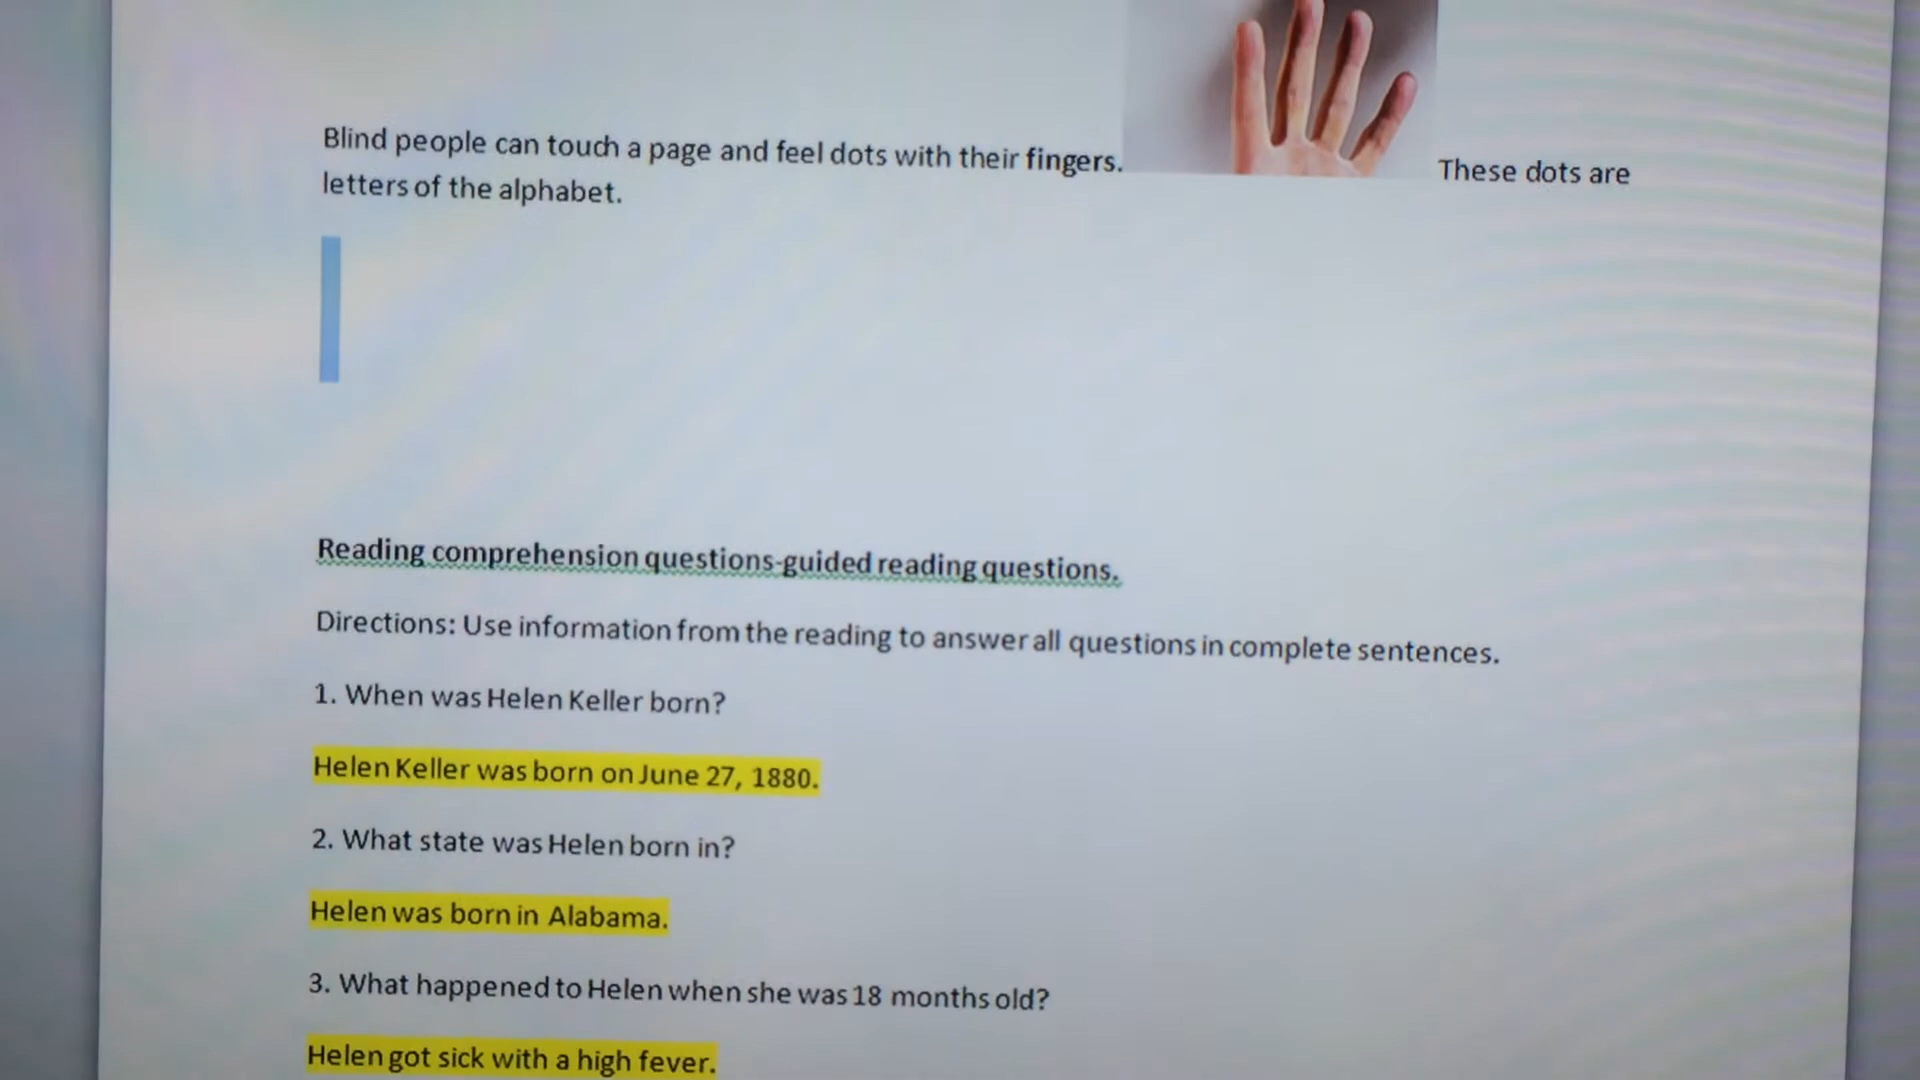 Blind people can touch a page and feel dots with their fingers. These dots are
letters of the alphabet.
Reading comprehension questions-guided reading questions.
Directions: Use information from the reading to answer all questions in complete sentences.
1. When was Helen Keller born?
Helen Keller was born on June 27, 1880.
2. What state was Helen born in?
Helen was born in Alabama.
3. What happened to Helen when she was 18 months old?
Helen got sick with a high fever.